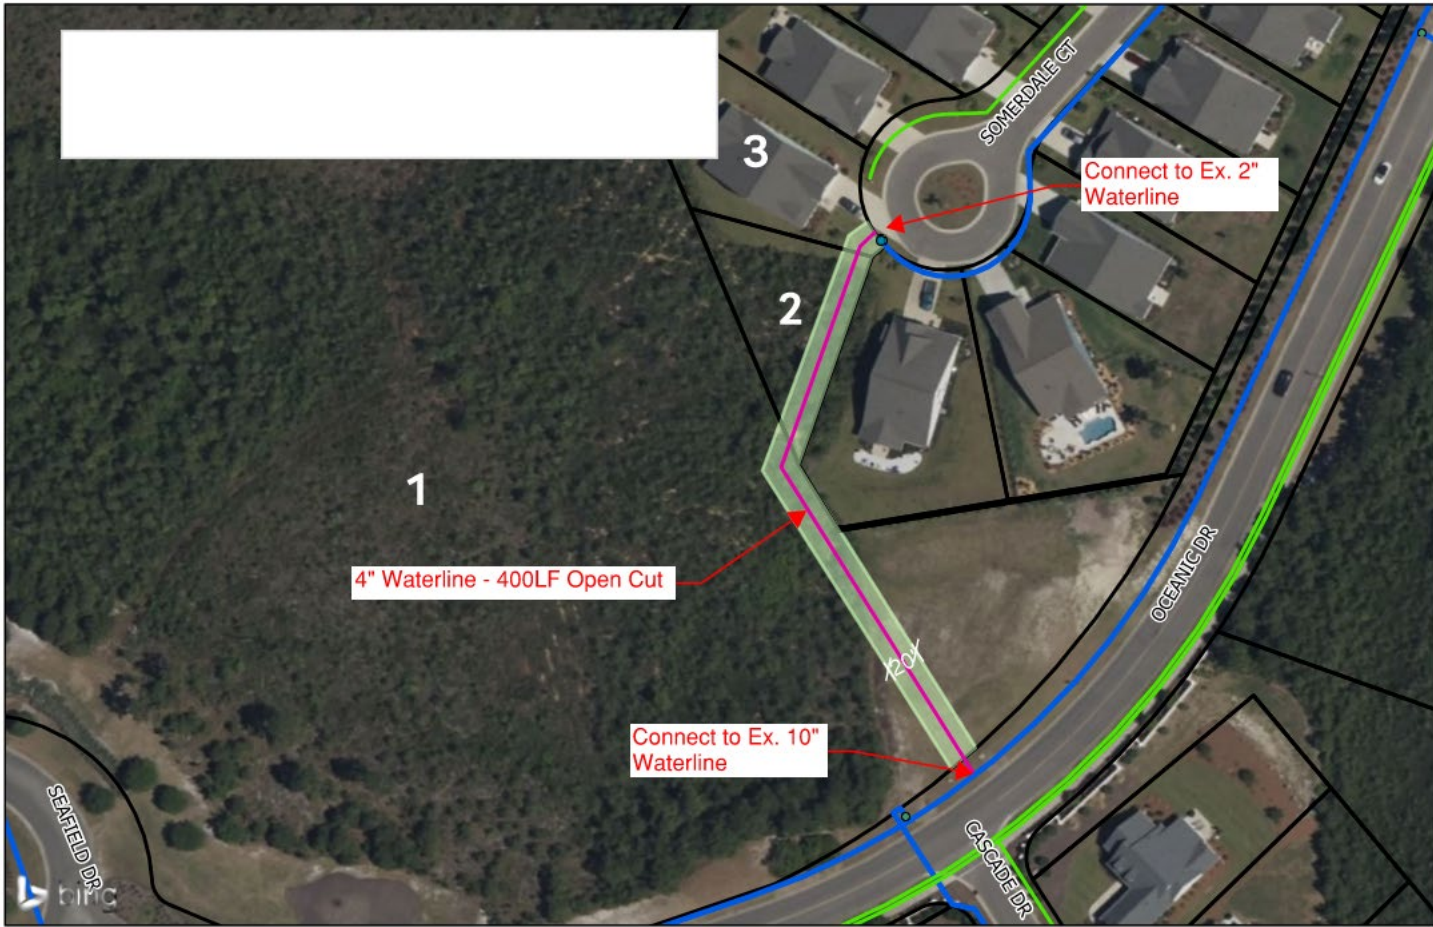 SOMERDALE CT
3
Connect to Ex. 2"
Waterline
2
1
4" Waterline - 400LF Open Cut
OCEANIC DR
Connect to Ex. 10"
Waterline
SEAFIELD DR
CASCADE DR
bing